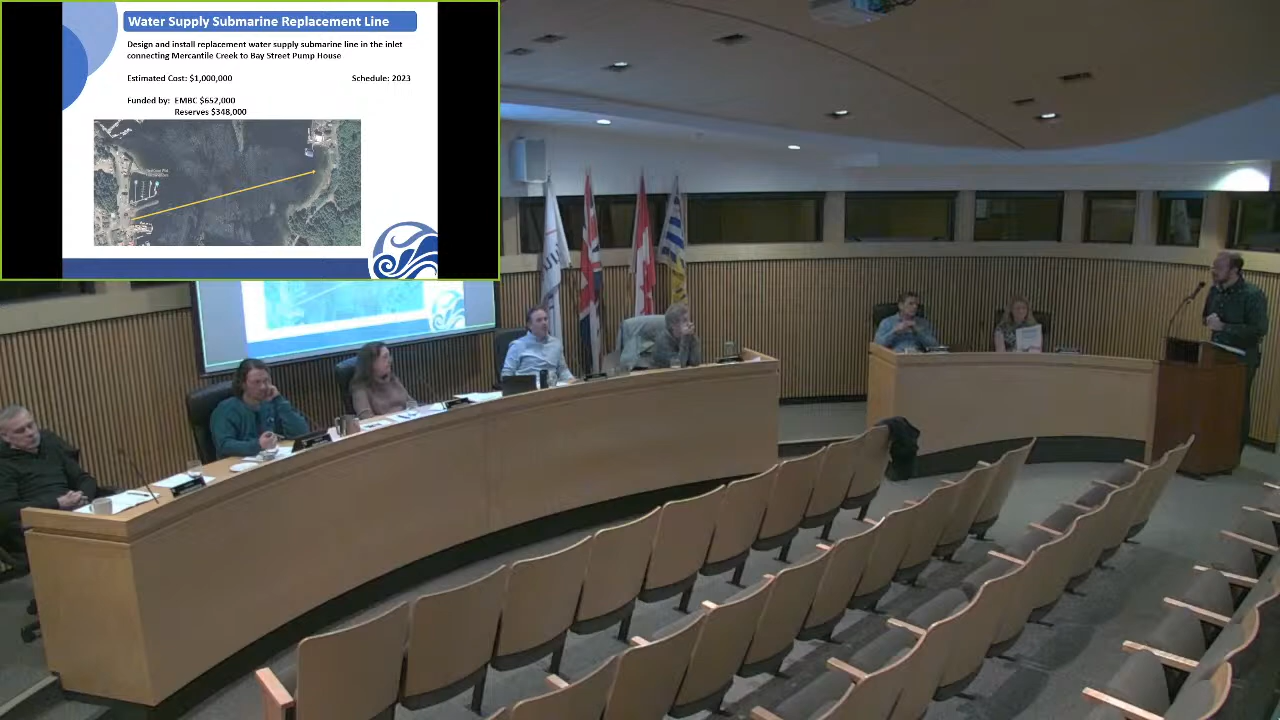 Water Supply Submarine Replacement Line
Design and install replacement water supply submarine line in the inlet
connecting Mercantile Creek to Bay Street Pump House
Estimated Cost: $1,000,000 Schedule: 2023
Funded by: EMBC $652,000
Reserves $348,000